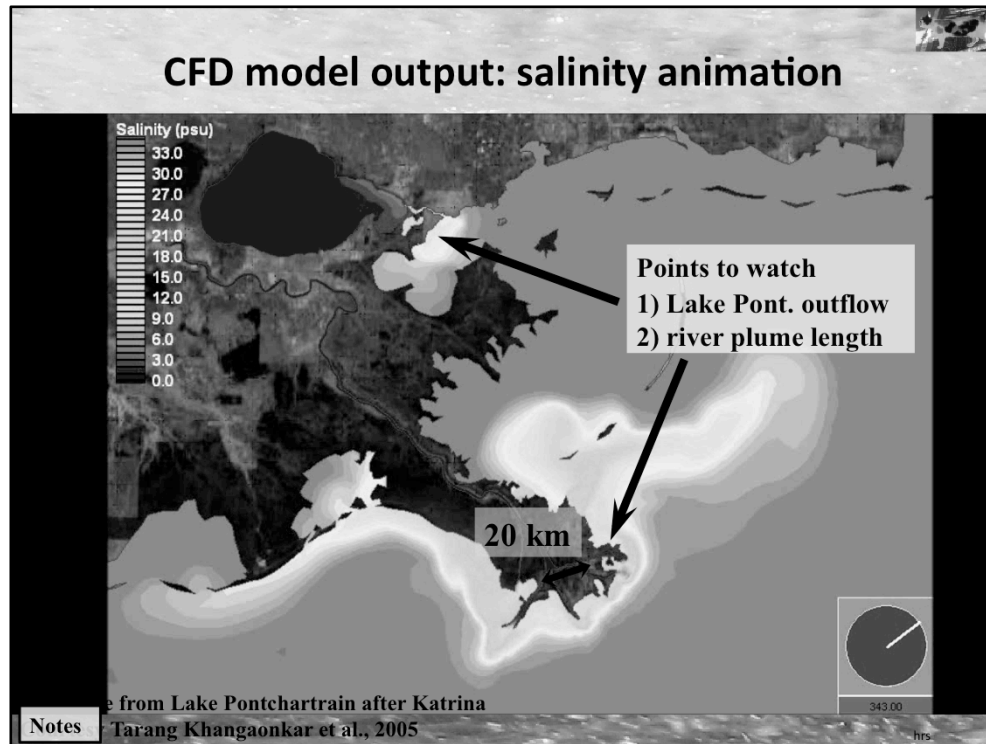 CFD model output: salinity animation
Salinity (psu)
33.0
30.0
27.0
24.0
21.0
18.0
15.0
12.0
9.0
6.0
3.0
0.0
Points to watch
1) Lake Pont. outflow
2) river plume length
20 km
343.00
hrs
e from Lake Pontchartrain after Katrina
Notes
sy Tarang Khangaonkar et al., 2005